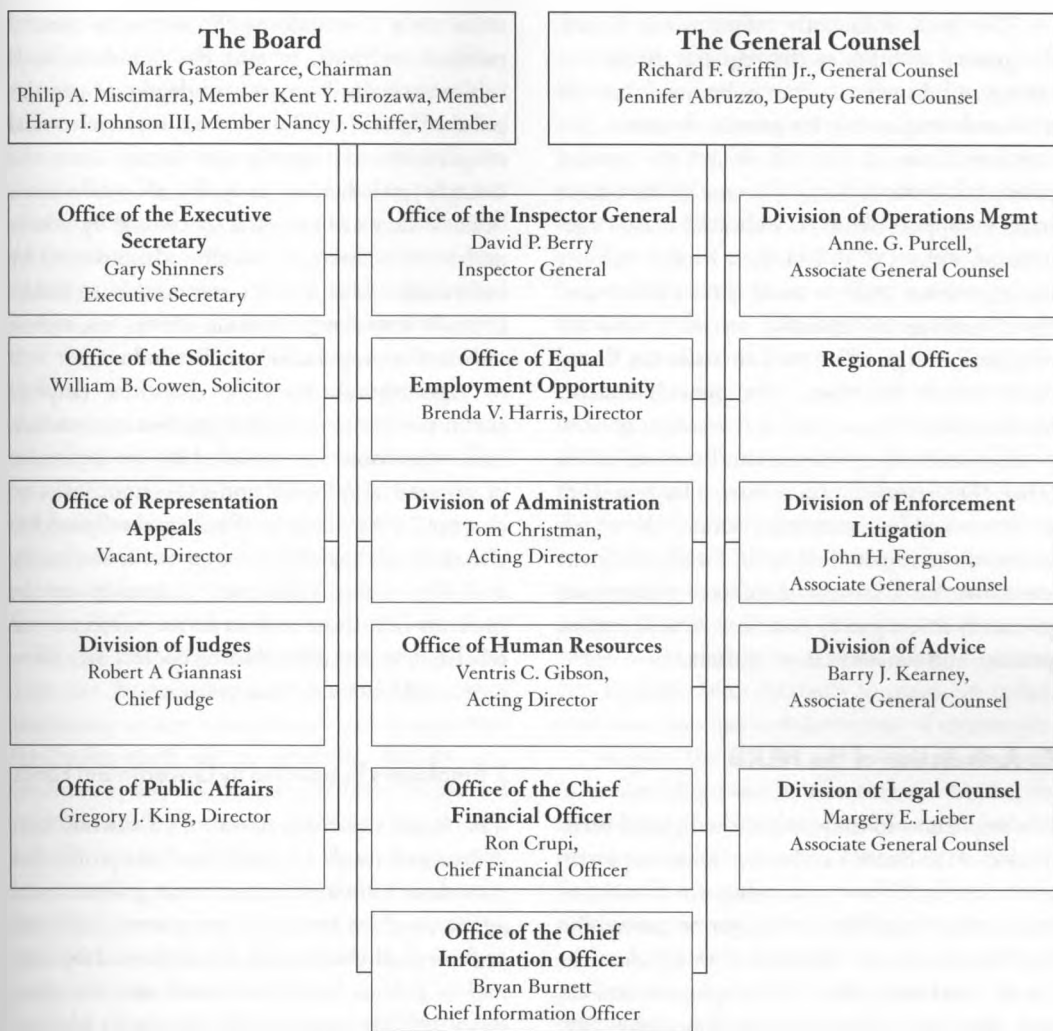 The Board
Mark Gaston Pearce, Chairman
Philip A. Miscimarra, Member Kent Y. Hirozawa, Member
Harry I. Johnson III, Member Nancy J. Schiffer, Member
The General Counsel
Richard F. Griffin Jr., General Counsel
Jennifer Abruzzo, Deputy General Counsel
Office of the Executive
Secretary
Gary Shinners
Executive Secretary
Office of the Inspector General
David P. Berry
Inspector General
Division of Operations Mgmt
Anne. G. Purcell,
Associate General Counsel
Office of the Solicitor
William B. Cowen, Solicitor
Office of Equal
Employment Opportunity
Brenda V. Harris, Director
Regional Offices
Office of Representation
Appeals
Vacant, Director
Division of Administration
Tom Christman,
Acting Director
Division of Enforcement
Litigation
John H. Ferguson,
Associate General Counsel
Division of Judges
Robert A Giannasi
Chief Judge
Office of Human Resources
Ventris C. Gibson,
Acting Director
Division of Advice
Barry J. Kearney,
Associate General Counsel
Office of Public Affairs
Gregory J. King, Director
Office of the Chief
Financial Officer
Ron Crupi,
Chief Financial Officer
Division of Legal Counsel
Margery E. Lieber
Associate General Counsel
Office of the Chief
Information Officer
Bryan Burnett
Chief Information Officer